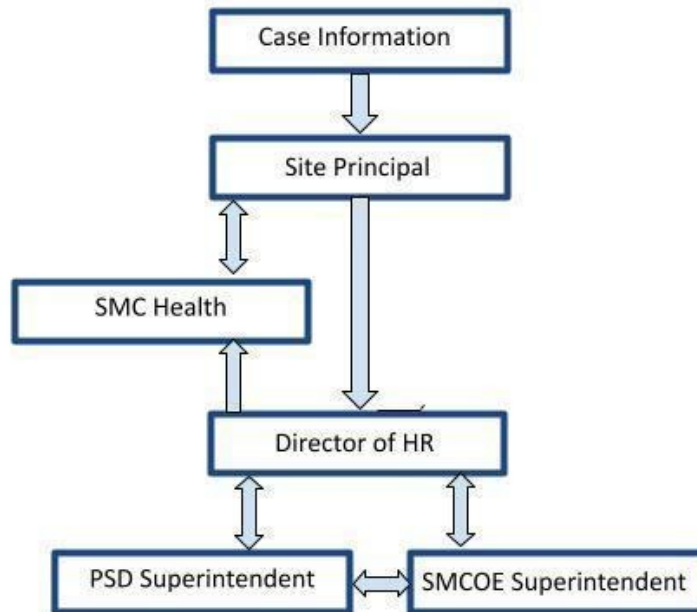 Case Information
Site Principal
SMC Health
Director of HR
PSD Superintendent
SMCOE Superintendent